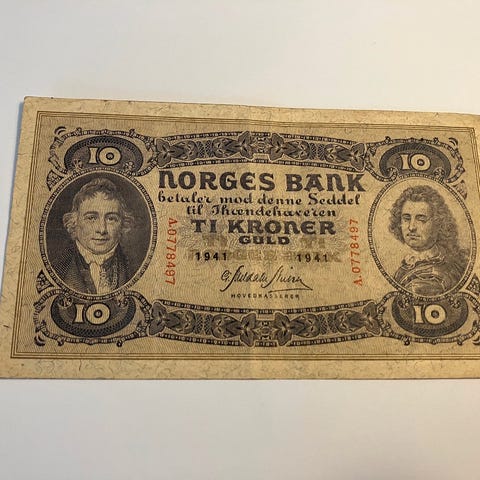 10 10
NORGES BANK
betaler mod denne Seddel
til Ihændehaveren
TI KRONER
GULD
1941 1941
HOVEDKASSERER
A.0778497
A.0778497
10 10